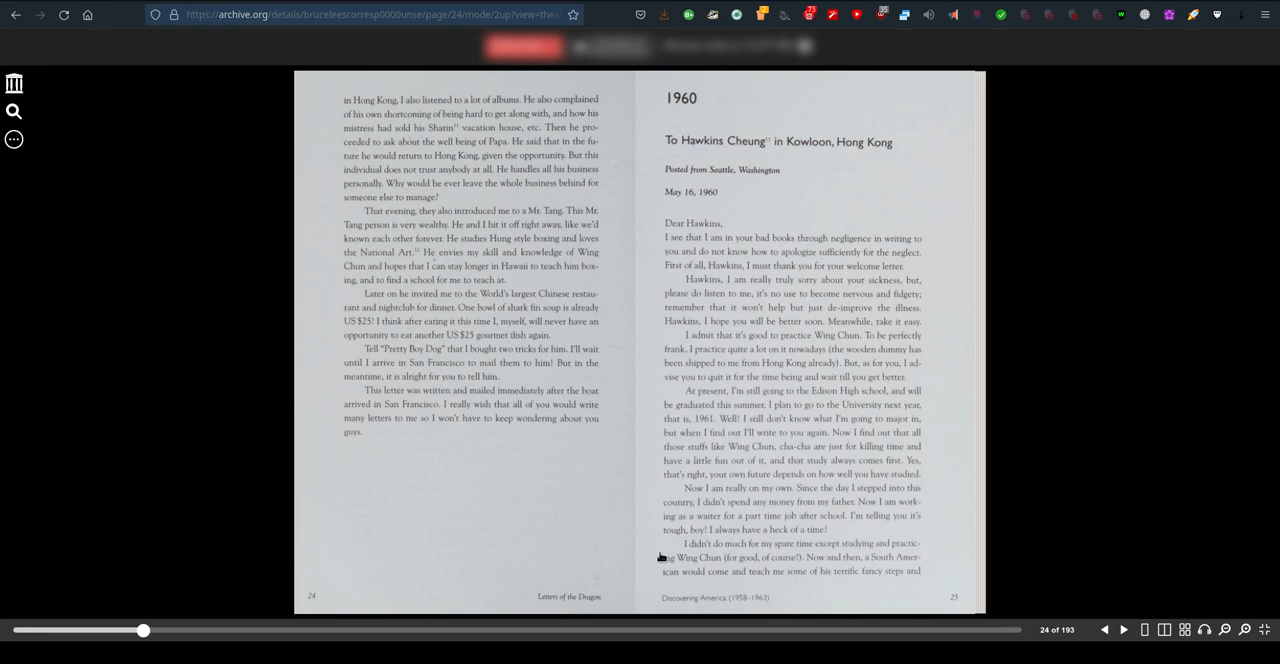 https://archive.org/details/bruceleescorresp0000unse/page/24/mode/2up?view=thea
in Hong Kong, I also listened to a lot of albums. He also complained
of his own shortcoming of being hard to get along with, and how his
mistress had sold his Shatin¹¹ vacation house, etc. Then he pro-
ceeded to ask about the well being of Papa. He said that in the fu-
ture he would return to Hong Kong, given the opportunity. But this
individual does not trust anybody at all. He handles all his business
personally. Why would he ever leave the whole business behind for
someone else to manage?
That evening, they also introduced me to a Mr. Tang. This Mr.
Tang person is very wealthy. He and I hit it off right away, like we'd
known each other forever. He studies Hung style boxing and loves
the National Art.¹² He envies my skill and knowledge of Wing
Chun and hopes that I can stay longer in Hawaii to teach him box-
ing, and to find a school for me to teach at.
Later on he invited me to the World's largest Chinese restau-
rant and nightclub for dinner. One bowl of shark fin soup is already
US $25! I think after eating it this time I, myself, will never have an
opportunity to eat another US $25 gourmet dish again.
Tell "Pretty Boy Dog" that I bought two tricks for him. I'll wait
until I arrive in San Francisco to mail them to him! But in the
meantime, it is alright for you to tell him.
This letter was written and mailed immediately after the boat
arrived in San Francisco. I really wish that all of you would write
many letters to me so I won't have to keep wondering about you
guys.
24
Letters of the Dragon
1960
To Hawkins Cheung¹³ in Kowloon, Hong Kong
Posted from Seattle, Washington
May 16, 1960
Dear Hawkins,
I see that I am in your bad books through negligence in writing to
you and do not know how to apologize sufficiently for the neglect.
First of all, Hawkins, I must thank you for your welcome letter.
Hawkins, I am really truly sorry about your sickness, but,
please do listen to me, it's no use to become nervous and fidgety;
remember that it won't help but just de-improve the illness.
Hawkins, I hope you will be better soon. Meanwhile, take it easy.
I admit that it's good to practice Wing Chun. To be perfectly
frank, I practice quite a lot on it nowadays (the wooden dummy has
been shipped to me from Hong Kong already). But, as for you, I ad-
vise you to quit it for the time being and wait till you get better.
At present, I'm still going to the Edison High school, and will
be graduated this summer. I plan to go to the University next year,
that is, 1961. Well! I still don't know what I'm going to major in,
but when I find out I'll write to you again. Now I find out that all
those stuffs like Wing Chun, cha-cha are just for killing time and
have a little fun out of it, and that study always comes first. Yes,
that's right, your own future depends on how well you have studied.
Now I am really on my own. Since the day I stepped into this
country, I didn't spend any money from my father. Now I am work-
ing as a waiter for a part time job after school. I'm telling you it's
tough, boy! I always have a heck of a time!
I didn't do much for my spare time except studying and practic-
ing Wing Chun (for good, of course!). Now and then, a South Amer-
ican would come and teach me some of his terrific fancy steps and
Discovering America (1958–1963)
25
24 of 193